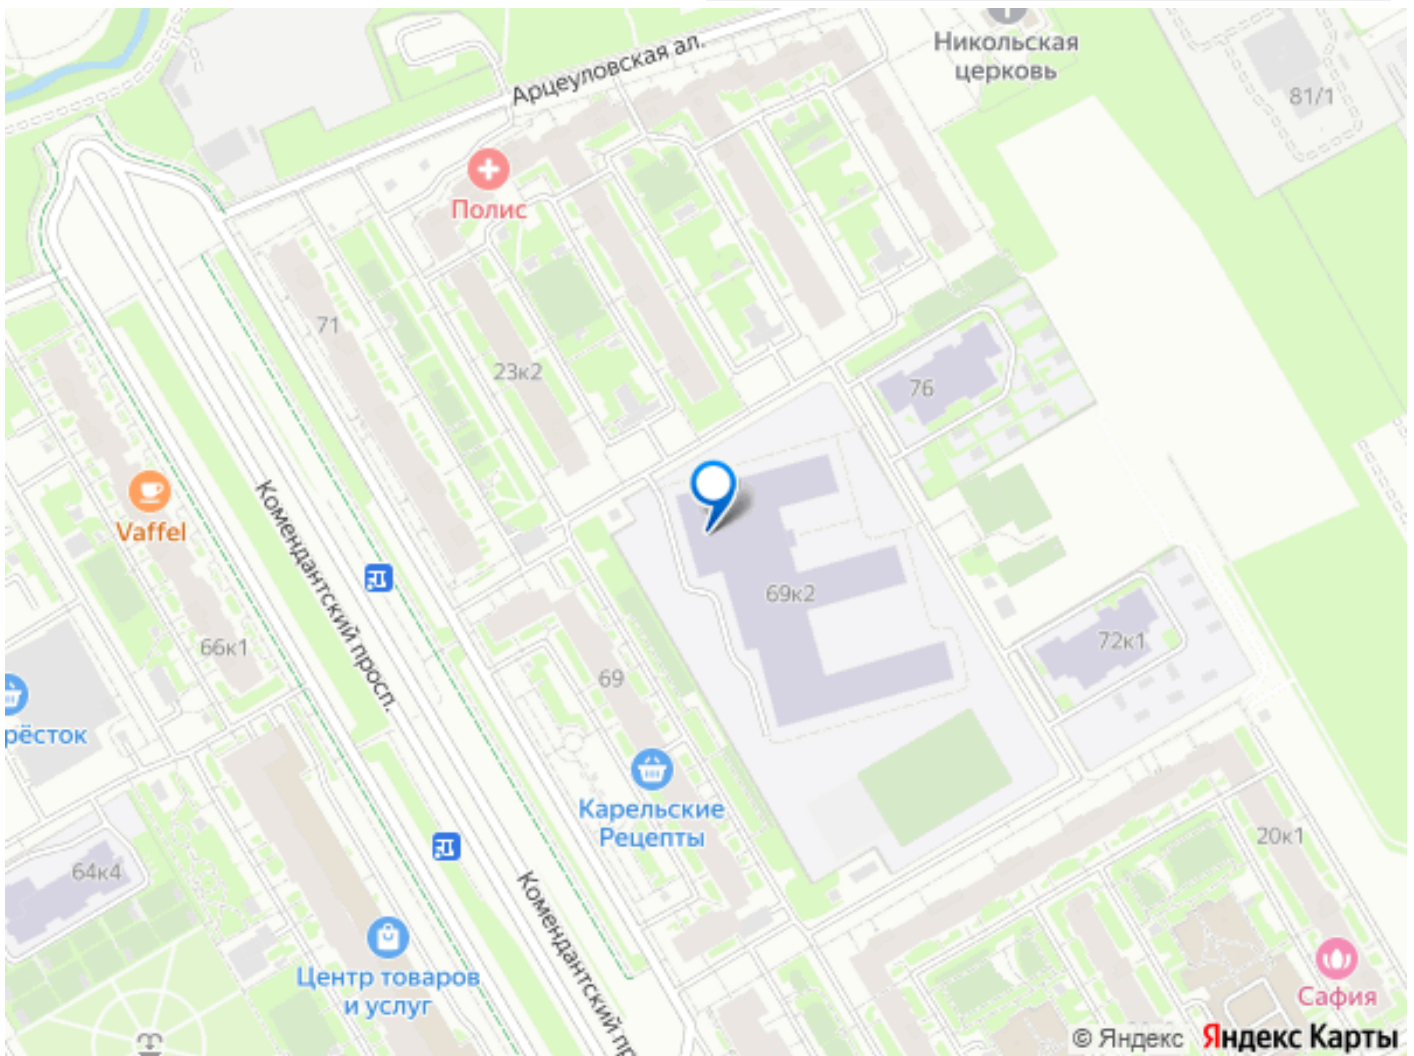 Никольская
церковь
81/1
Арцеуловская ал.
Полис
71
23к2
76
Vaffel
Комендантский просп.
66к1
69к2
72к1
69
рёсток
Карельские
Рецепты
64к4
20к1
Комендантский пр
Центр товаров
и услуг
Сафия
© Яндекс Яндекс Карты